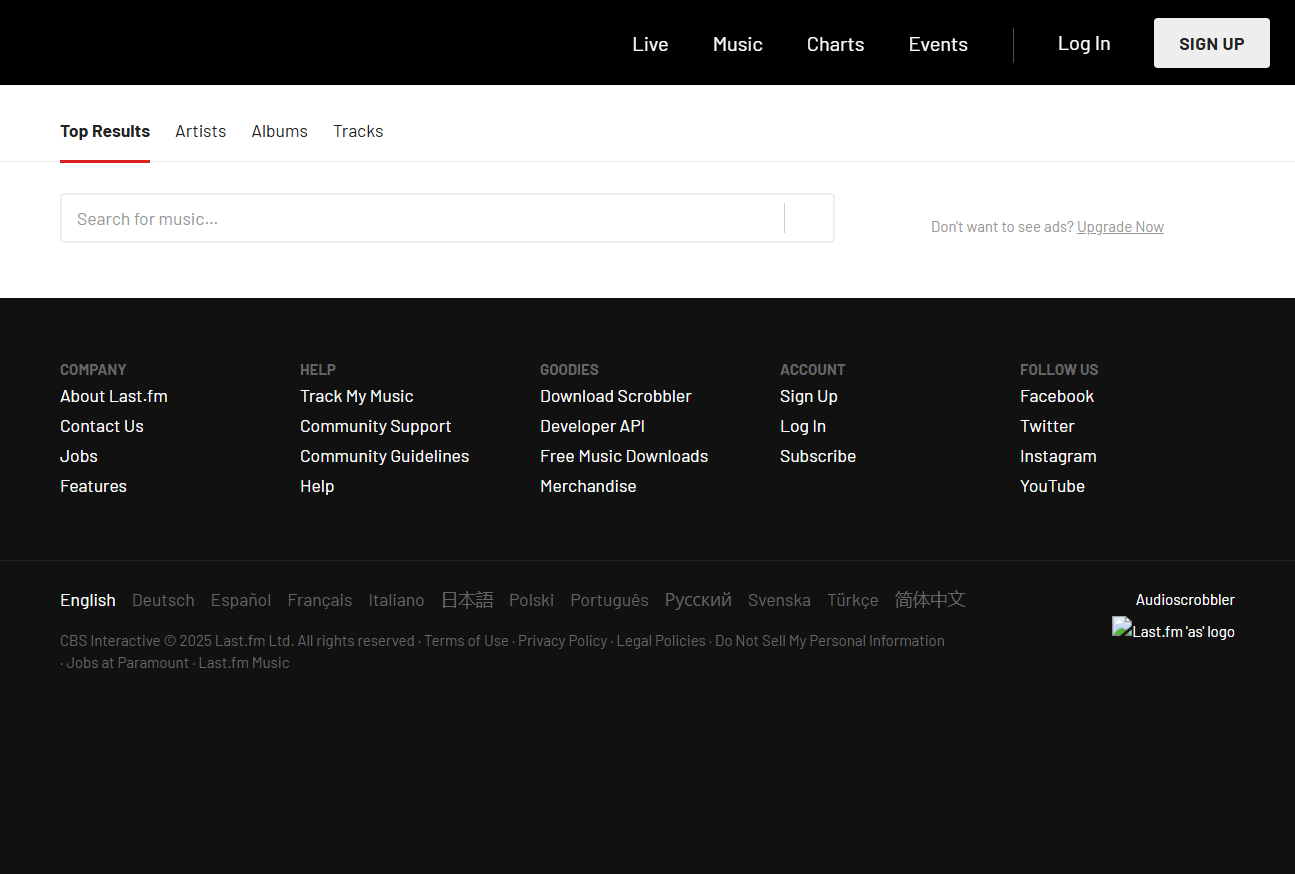 Live Music Charts Events Log In SIGN UP
Top Results Artists Albums Tracks
Search for music...
Don't want to see ads? Upgrade Now
COMPANY
About Last.fm
Contact Us
Jobs
Features
HELP
Track My Music
Community Support
Community Guidelines
Help
GOODIES
Download Scrobbler
Developer API
Free Music Downloads
Merchandise
ACCOUNT
Sign Up
Log In
Subscribe
FOLLOW US
Facebook
Twitter
Instagram
YouTube
English Deutsch Español Français Italiano 日本語 Polski Português Русский Svenska Türkçe 简体中文
CBS Interactive © 2025 Last.fm Ltd. All rights reserved · Terms of Use · Privacy Policy · Legal Policies · Do Not Sell My Personal Information
· Jobs at Paramount · Last.fm Music
Audioscrobbler
Last.fm 'as' logo